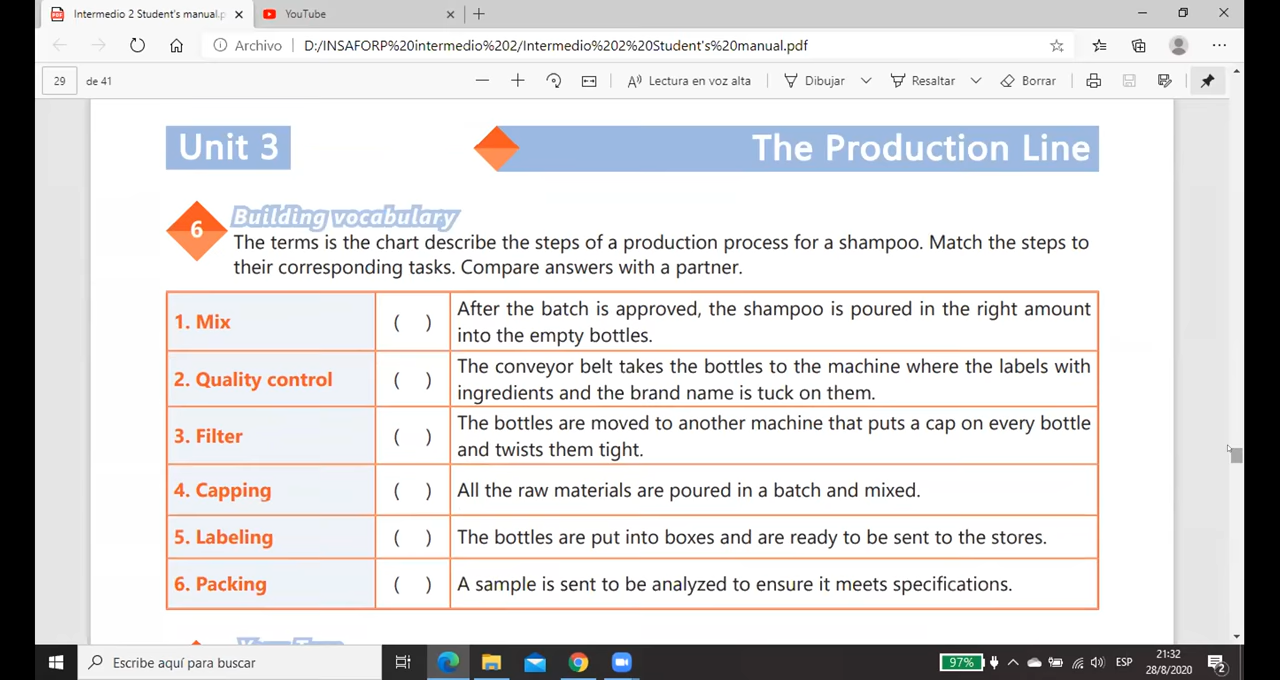 Intermedio 2 Student's manual.p
YouTube
Archivo
D:/INSAFORP%20intermedio%202/Intermedio%202%20Student's%20manual.pdf
29
de 41
Lectura en voz alta
Dibujar
Resaltar
Borrar
Unit 3
The Production Line
6
Building vocabulary
The terms is the chart describe the steps of a production process for a shampoo. Match the steps to
their corresponding tasks. Compare answers with a partner.
1. Mix
( )
After the batch is approved, the shampoo is poured in the right amount
into the empty bottles.
2. Quality control
( )
The conveyor belt takes the bottles to the machine where the labels with
ingredients and the brand name is tuck on them.
3. Filter
( )
The bottles are moved to another machine that puts a cap on every bottle
and twists them tight.
4. Capping
( )
All the raw materials are poured in a batch and mixed.
5. Labeling
( )
The bottles are put into boxes and are ready to be sent to the stores.
6. Packing
( )
A sample is sent to be analyzed to ensure it meets specifications.
Escribe aquí para buscar
97%
ESP
21:32
28/8/2020
2